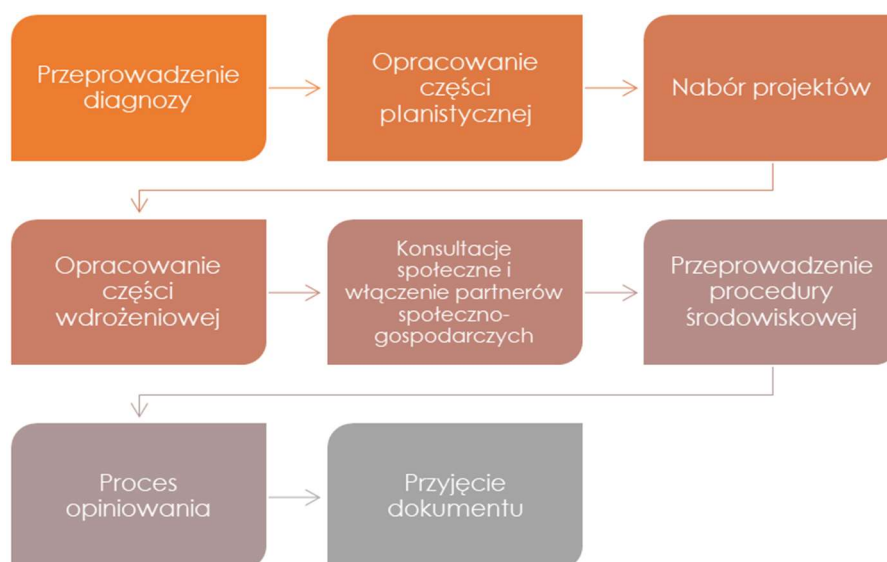 Przeprowadzenie
diagnozy
Opracowanie
części
planistycznej
Nabór projektów
Opracowanie
części
wdrożeniowej
Konsultacje
społeczne i
włączenie partnerów
społeczno-
gospodarczych
Przeprowadzenie
procedury
środowiskowej
Proces
opiniowania
Przyjęcie
dokumentu